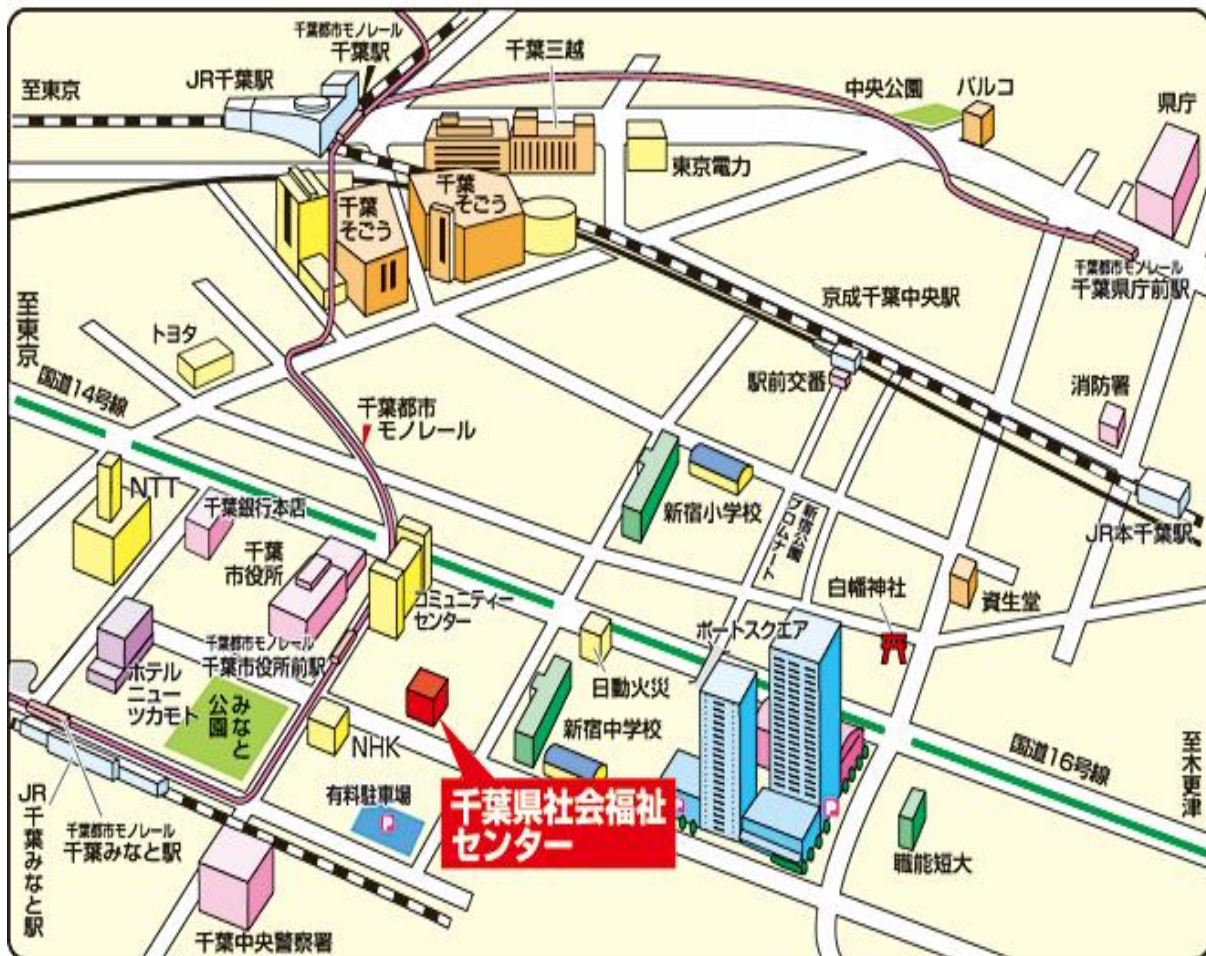 千葉都市モノレール
千葉駅
JR千葉駅
至東京
千葉三越
中央公園
バルコ
県庁
東京電力
千葉
そごう
千葉
そごう
千葉都市モノレール
千葉県庁前駅
京成千葉中央駅
至東京
トヨタ
駅前交番
消防署
国道14号線
千葉都市
モノレール
NTT
千葉銀行本店
新宿小学校
新宿公園
プロムナート
JR本千葉駅
千葉
市役所
コミュニティー
センター
白幡神社
資生堂
ポートスクエア
千葉都市モノレール
千葉市役所前駅
ホテル
ニュー
ツカモト
みなと
公園
日動火災
新宿中学校
NHK
国道16号線
至木更津
有料駐車場
P
千葉県社会福祉
センター
P
P
JR千葉みなと駅
千葉都市モノレール
千葉みなと駅
職能短大
千葉中央警察署